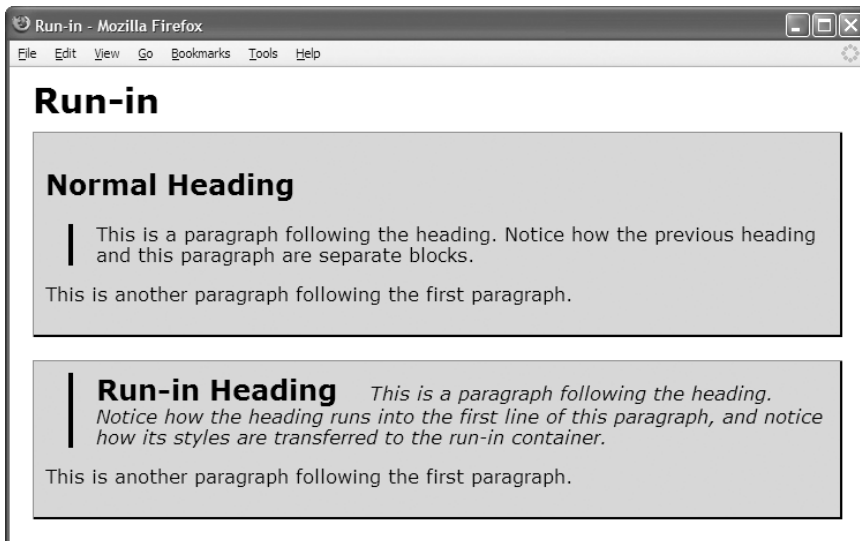 Run-in - Mozilla Firefox
File Edit View Go Bookmarks Tools Help
Run-in
Normal Heading
This is a paragraph following the heading. Notice how the previous heading
and this paragraph are separate blocks.
This is another paragraph following the first paragraph.
Run-in Heading This is a paragraph following the heading.
Notice how the heading runs into the first line of this paragraph, and notice
how its styles are transferred to the run-in container.
This is another paragraph following the first paragraph.